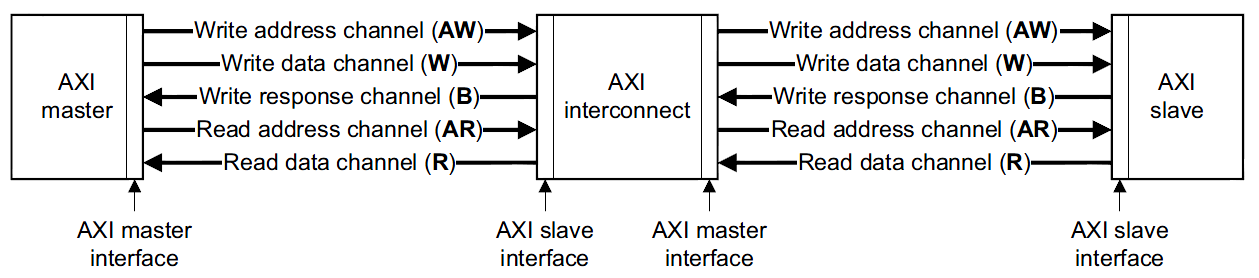 AXI
master
Write address channel (AW)
Write data channel (W)
Write response channel (B)
Read address channel (AR)
Read data channel (R)
AXI
interconnect
Write address channel (AW)
Write data channel (W)
Write response channel (B)
Read address channel (AR)
Read data channel (R)
AXI
slave
AXI master
interface
AXI slave
interface
AXI master
interface
AXI slave
interface